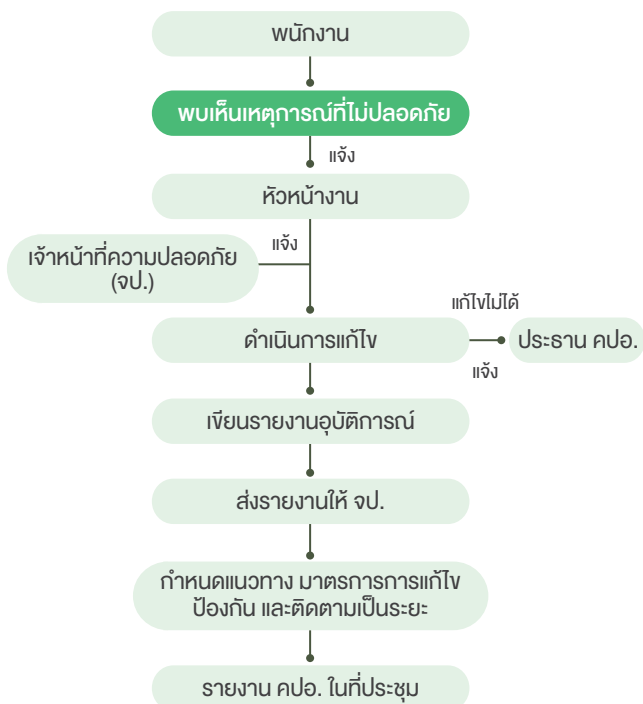 พนักงาน
พบเห็นเหตุการณ์ที่ไม่ปลอดภัย
แจ้ง
หัวหน้างาน
แจ้ง
เจ้าหน้าที่ความปลอดภัย
(จป.)
แก้ไขไม่ได้
ดำเนินการแก้ไข
ประธาน คปอ.
แจ้ง
เขียนรายงานอุบัติการณ์
ส่งรายงานให้ จป.
กำหนดแนวทาง มาตรการการแก้ไข
ป้องกัน และติดตามเป็นระยะ
รายงาน คปอ. ในที่ประชุม